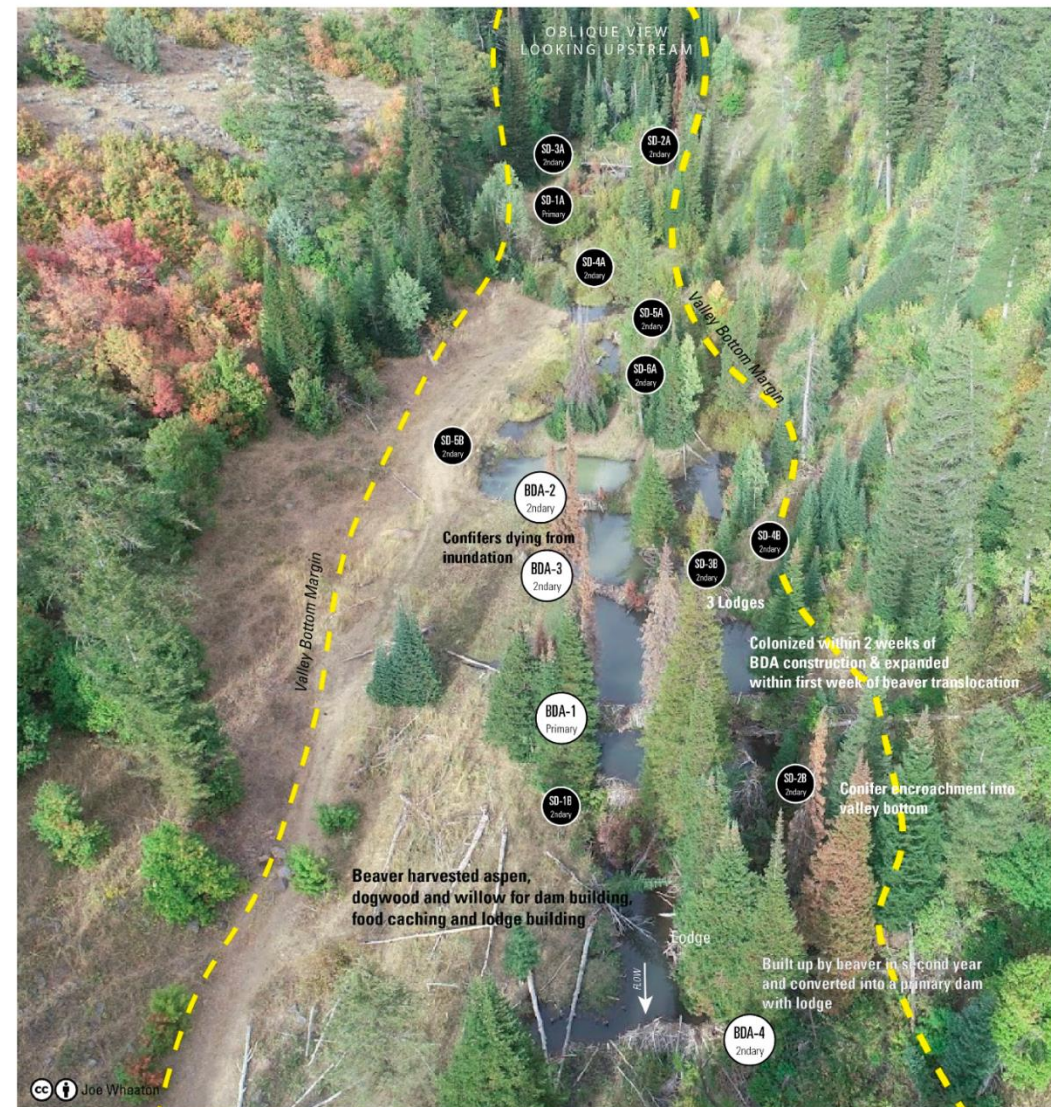 OBLIQUE VIEW
LOOKING UPSTREAM
SD-3A
2ndary
SD-2A
2ndary
SD-1A
Primary
SD-4A
2ndary
SD-5A
2ndary
Valley Bottom Margin
SD-6A
2ndary
SD-5B
2ndary
BDA-2
2ndary
Confifers dying from
inundation
SD-4B
2ndary
BDA-3
2ndary
SD-3B
2ndary
3 Lodges
Valley Bottom Margin
Colonized within 2 weeks of
BDA construction & expanded
within first week of beaver translocation
BDA-1
Primary
SD-2B
2ndary
Conifer encroachment into
valley bottom
SD-1B
2ndary
Beaver harvested aspen,
dogwood and willow for dam building,
food caching and lodge building
Lodge
FLOW
Built up by beaver in second year
and converted into a primary dam
with lodge
BDA-4
2ndary
cc Joe Wheaton